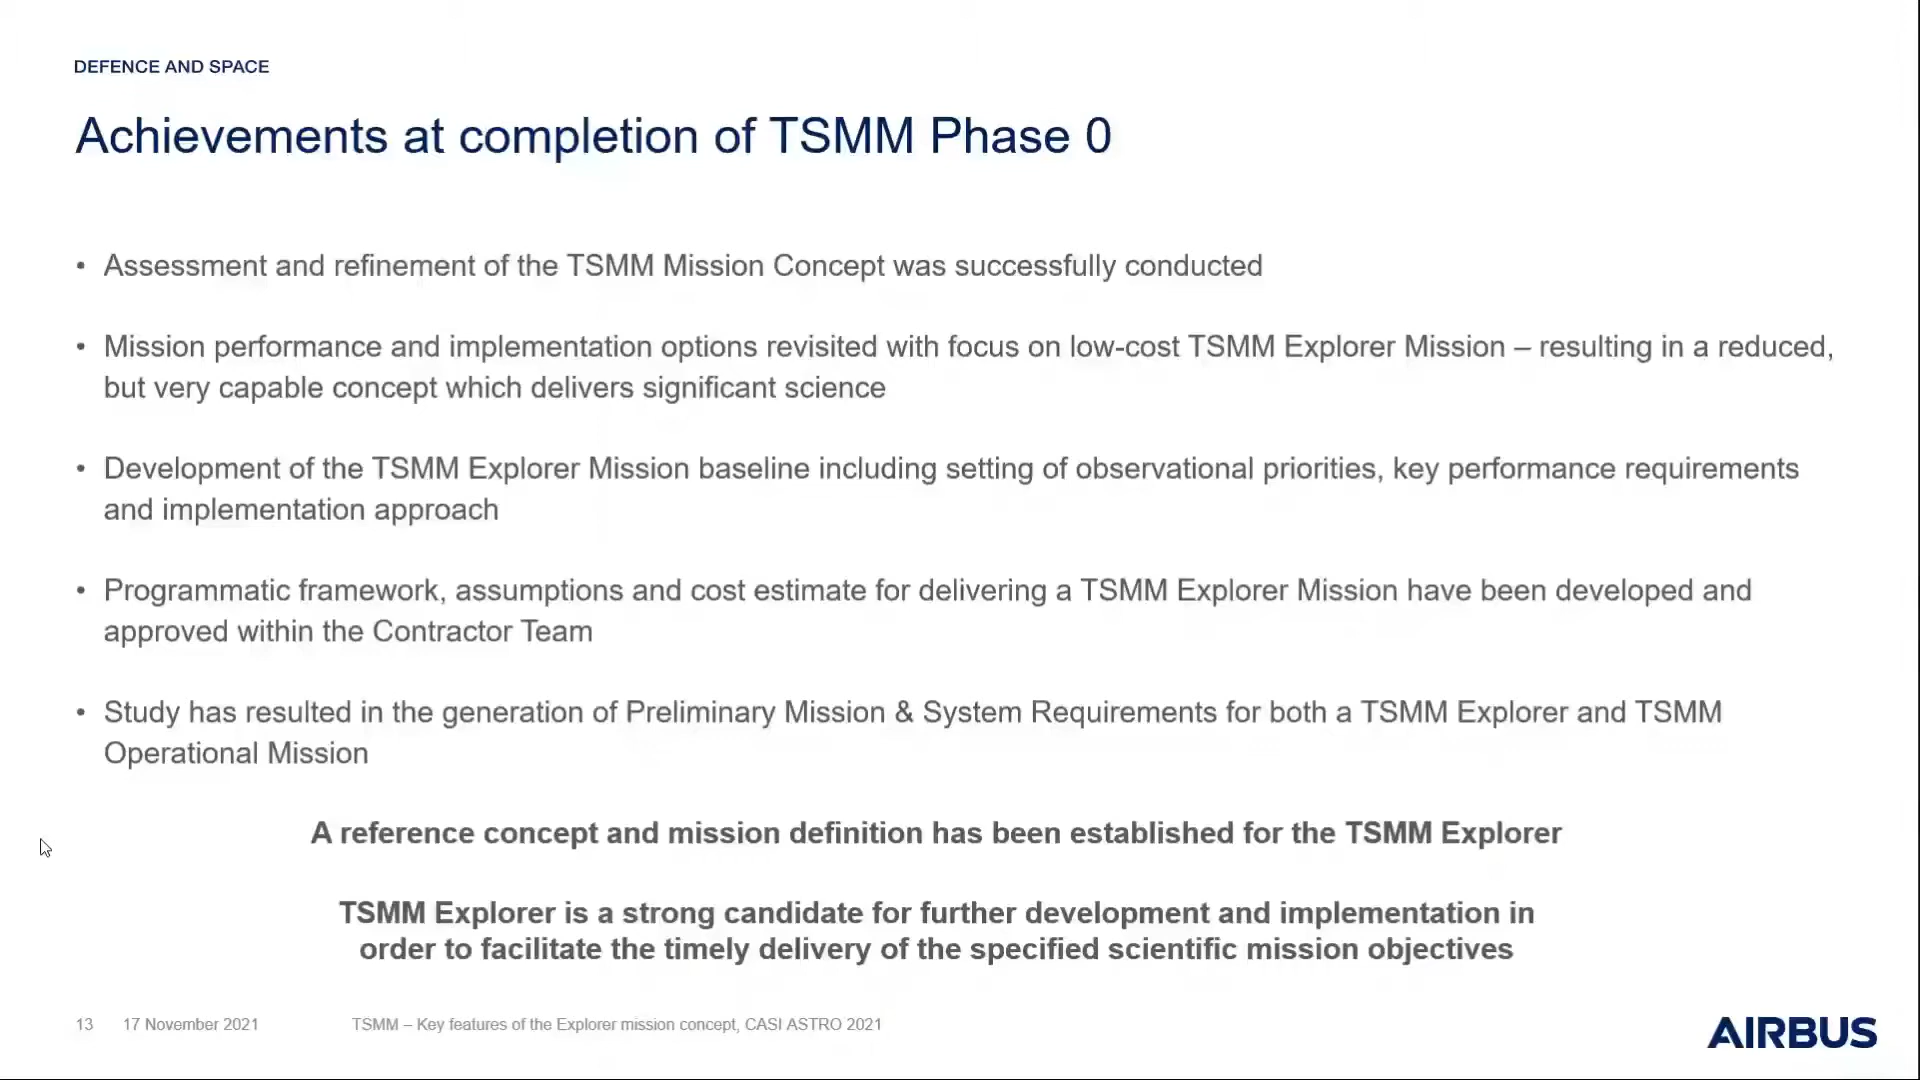 DEFENCE AND SPACE
Achievements at completion of TSMM Phase 0
• Assessment and refinement of the TSMM Mission Concept was successfully conducted
• Mission performance and implementation options revisited with focus on low-cost TSMM Explorer Mission – resulting in a reduced,
but very capable concept which delivers significant science
• Development of the TSMM Explorer Mission baseline including setting of observational priorities, key performance requirements
and implementation approach
• Programmatic framework, assumptions and cost estimate for delivering a TSMM Explorer Mission have been developed and
approved within the Contractor Team
• Study has resulted in the generation of Preliminary Mission & System Requirements for both a TSMM Explorer and TSMM
Operational Mission
A reference concept and mission definition has been established for the TSMM Explorer
TSMM Explorer is a strong candidate for further development and implementation in
order to facilitate the timely delivery of the specified scientific mission objectives
13 17 November 2021 TSMM – Key features of the Explorer mission concept, CASI ASTRO 2021
AIRBUS